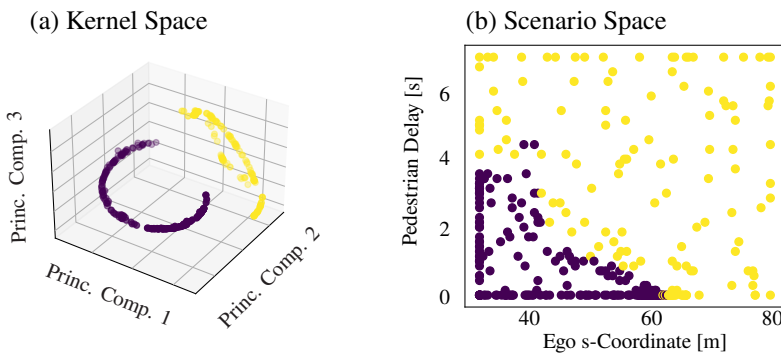 (a) Kernel Space
Princ. Comp. 3
Princ. Comp. 1
Princ. Comp. 2
(b) Scenario Space
Pedestrian Delay [s]
6
4
2
0
40
60
80
Ego s-Coordinate [m]